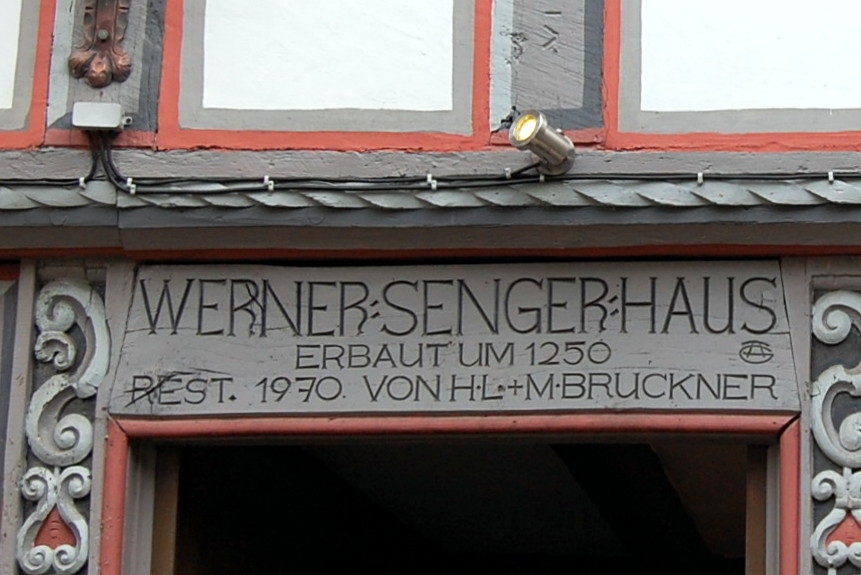 WERNER:SENGER:HAUS
ERBAUT UM 1250
REST. 1970. VON H·L·+M·BRUCKNER